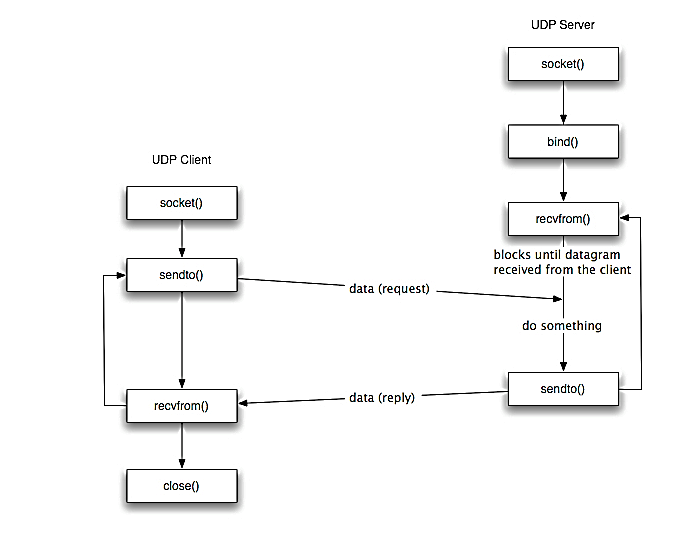 UDP Server
socket()
bind()
recvfrom()
blocks until datagram
received from the client
do something
sendto()
UDP Client
socket()
sendto()
data (request)
recvfrom()
data (reply)
close()